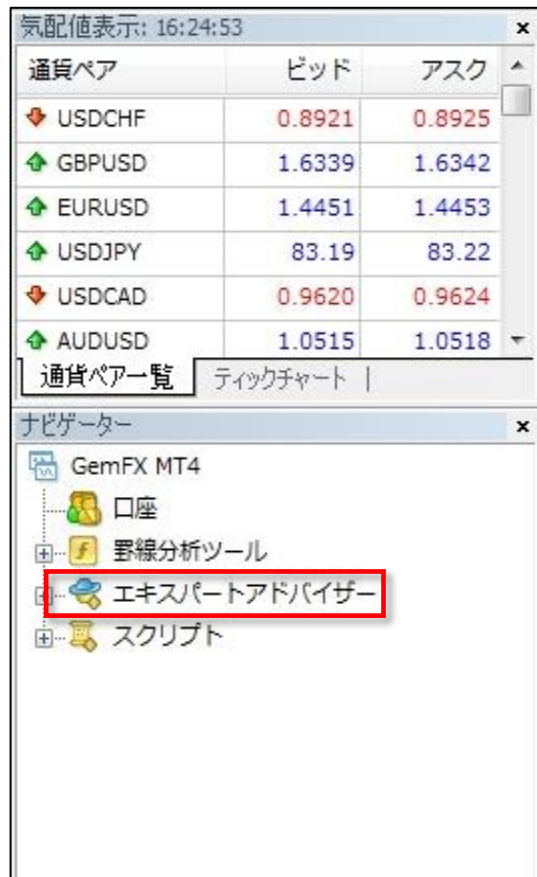 気配値表示: 16:24:53
通貨ペア ビッド アスク
USDCHF 0.8921 0.8925
GBPUSD 1.6339 1.6342
EURUSD 1.4451 1.4453
USDJPY 83.19 83.22
USDCAD 0.9620 0.9624
AUDUSD 1.0515 1.0518
通貨ペア一覧 ティックチャート |
ナビゲーター
GemFX MT4
口座
罫線分析ツール
エキスパートアドバイザー
スクリプト